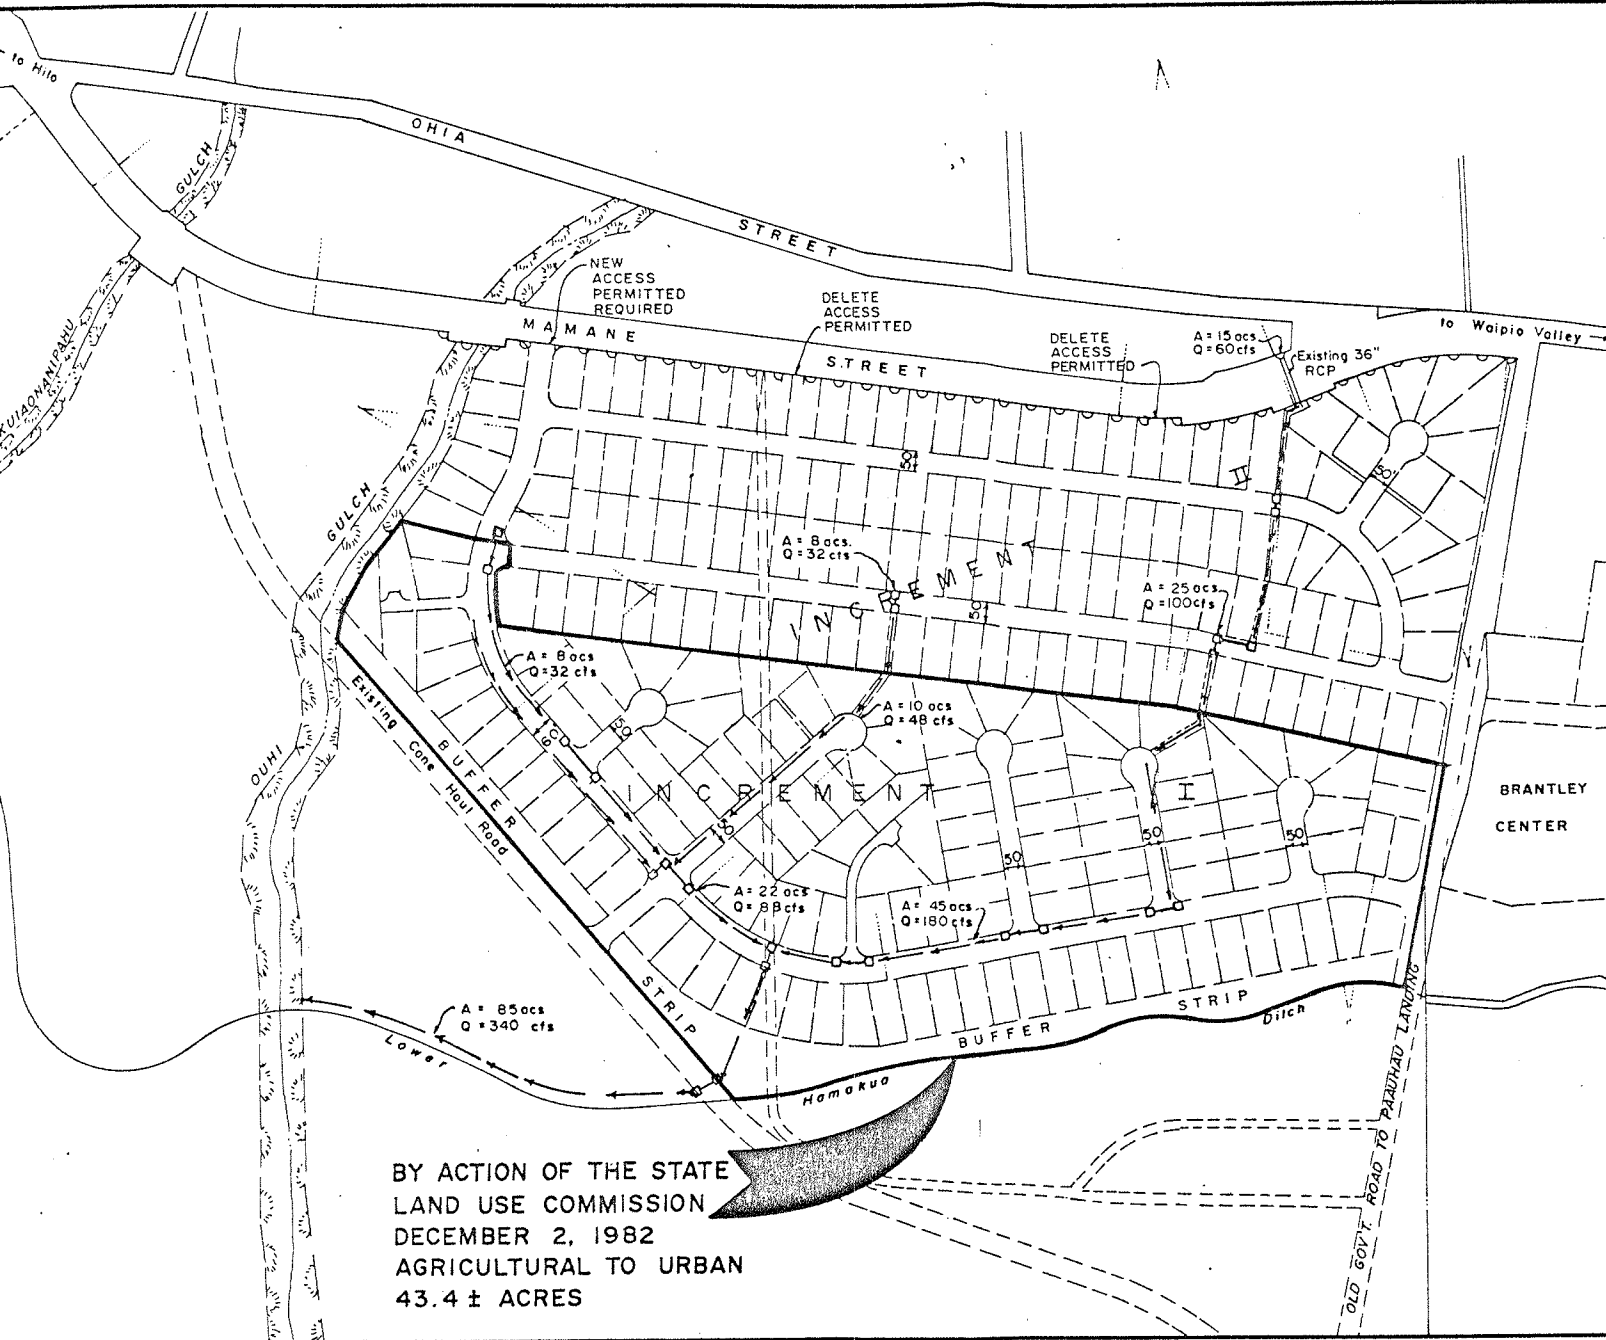 to Hilo
OHIA
STREET
GULCH
NEW
ACCESS
PERMITTED
REQUIRED
DELETE
ACCESS
PERMITTED
MAMANE
STREET
DELETE
ACCESS
PERMITTED
A = 15 acs
Q = 60 cfs
Existing 36"
RCP
to Waipio Valley
KUIAONANIPAHU
GULCH
50
II
50'
A = 8 acs.
Q = 32 cfs
INCREMENT
50
A = 25 acs
Q = 100 cfs
A = 8 acs
Q = 32 cfs
50
A = 10 acs
Q = 48 cfs
OUHI
Existing Cane Haul Road
BUFFER
INCREMENT
I
BRANTLEY
CENTER
50
50
50
50
A = 22 acs
Q = 88 cfs
A = 45 acs
Q = 180 cfs
STRIP
A = 85 acs
Q = 340 cfs
Lower
Hamakua
BUFFER
STRIP
Ditch
OLD GOV'T. ROAD TO PAAUHAU LANDING
BY ACTION OF THE STATE
LAND USE COMMISSION
DECEMBER 2, 1982
AGRICULTURAL TO URBAN
43.4 ± ACRES